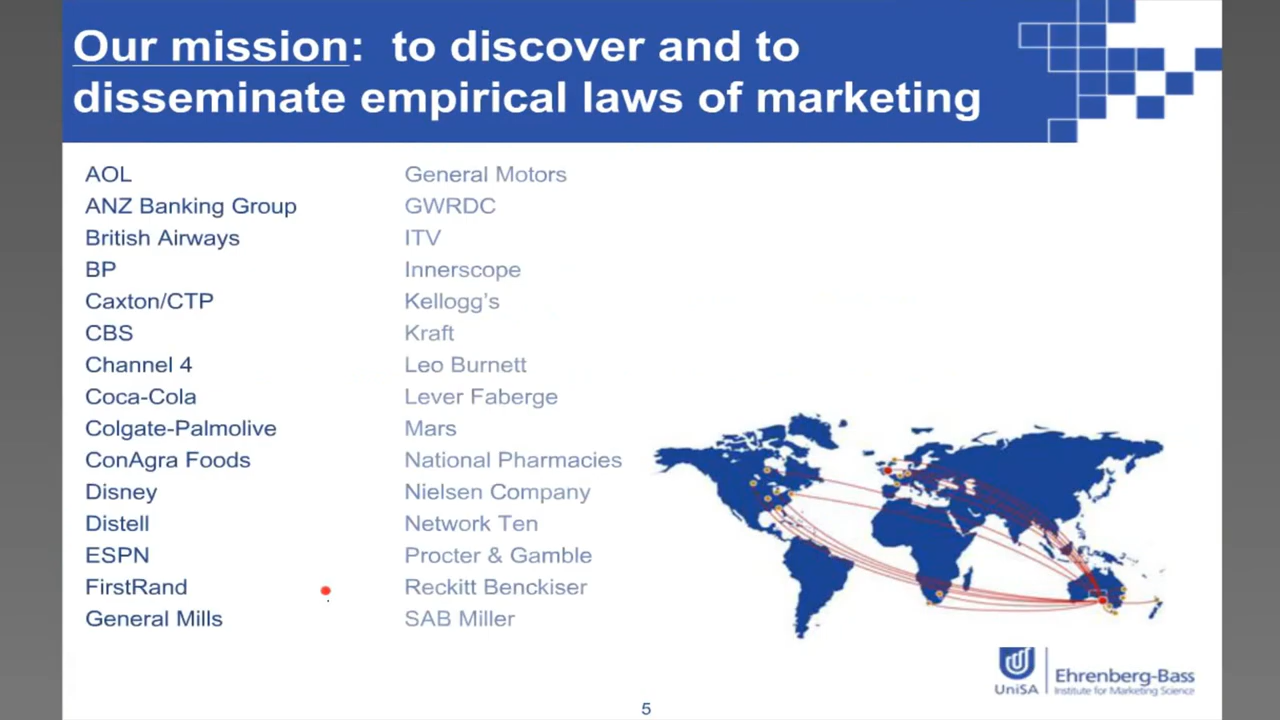 Our mission: to discover and to
disseminate empirical laws of marketing
AOL
ANZ Banking Group
British Airways
BP
Caxton/CTP
CBS
Channel 4
Coca-Cola
Colgate-Palmolive
ConAgra Foods
Disney
Distell
ESPN
FirstRand
General Mills
General Motors
GWRDC
ITV
Innerscope
Kellogg’s
Kraft
Leo Burnett
Lever Faberge
Mars
National Pharmacies
Nielsen Company
Network Ten
Procter & Gamble
Reckitt Benckiser
SAB Miller
UniSA
Ehrenberg-Bass
Institute for Marketing Science
5